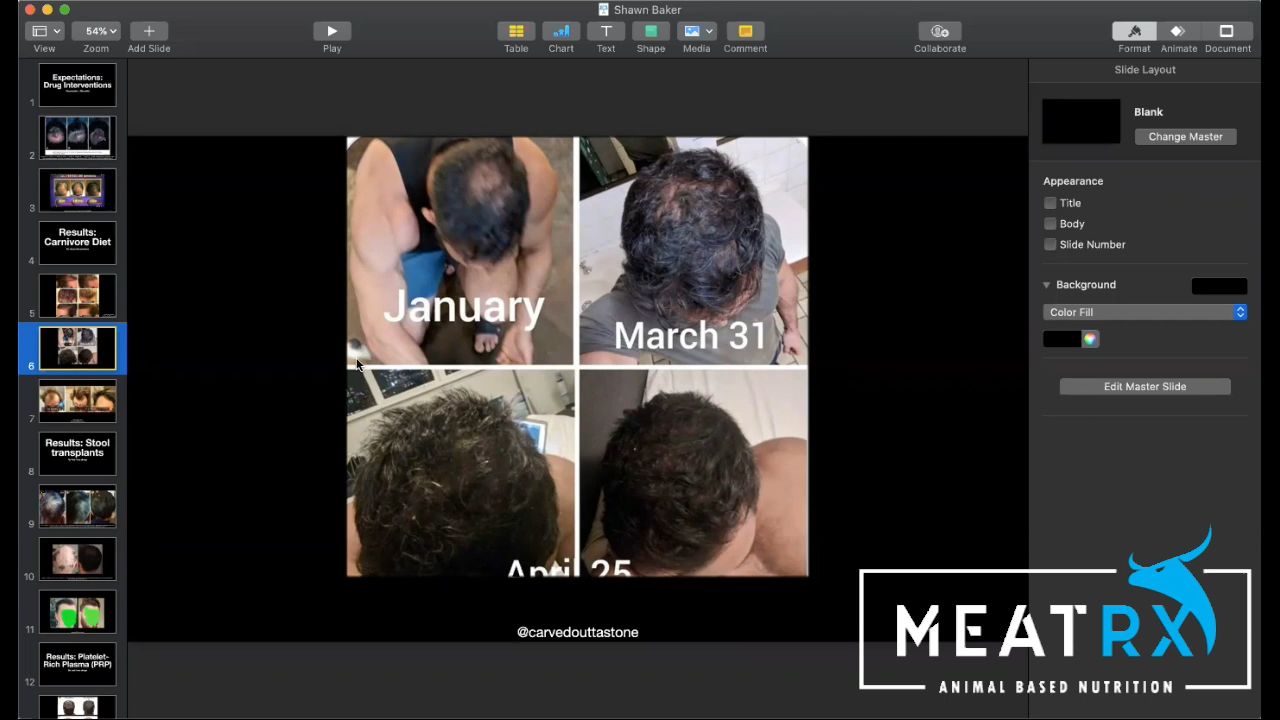 Shawn Baker
54%
View
Zoom
Add Slide
Play
Table
Chart
Text
Shape
Media
Comment
Collaborate
Format
Animate
Document
Expectations:
Drug Interventions
1
2
3
Results:
Carnivore Diet
4
5
6
7
Results: Stool
transplants
8
9
10
11
Results: Platelet-
Rich Plasma (PRP)
12
January
March 31
April 25
@carvedouttastone
Slide Layout
Blank
Change Master
Appearance
Title
Body
Slide Number
Background
Color Fill
Edit Master Slide
MEATRX
ANIMAL BASED NUTRITION